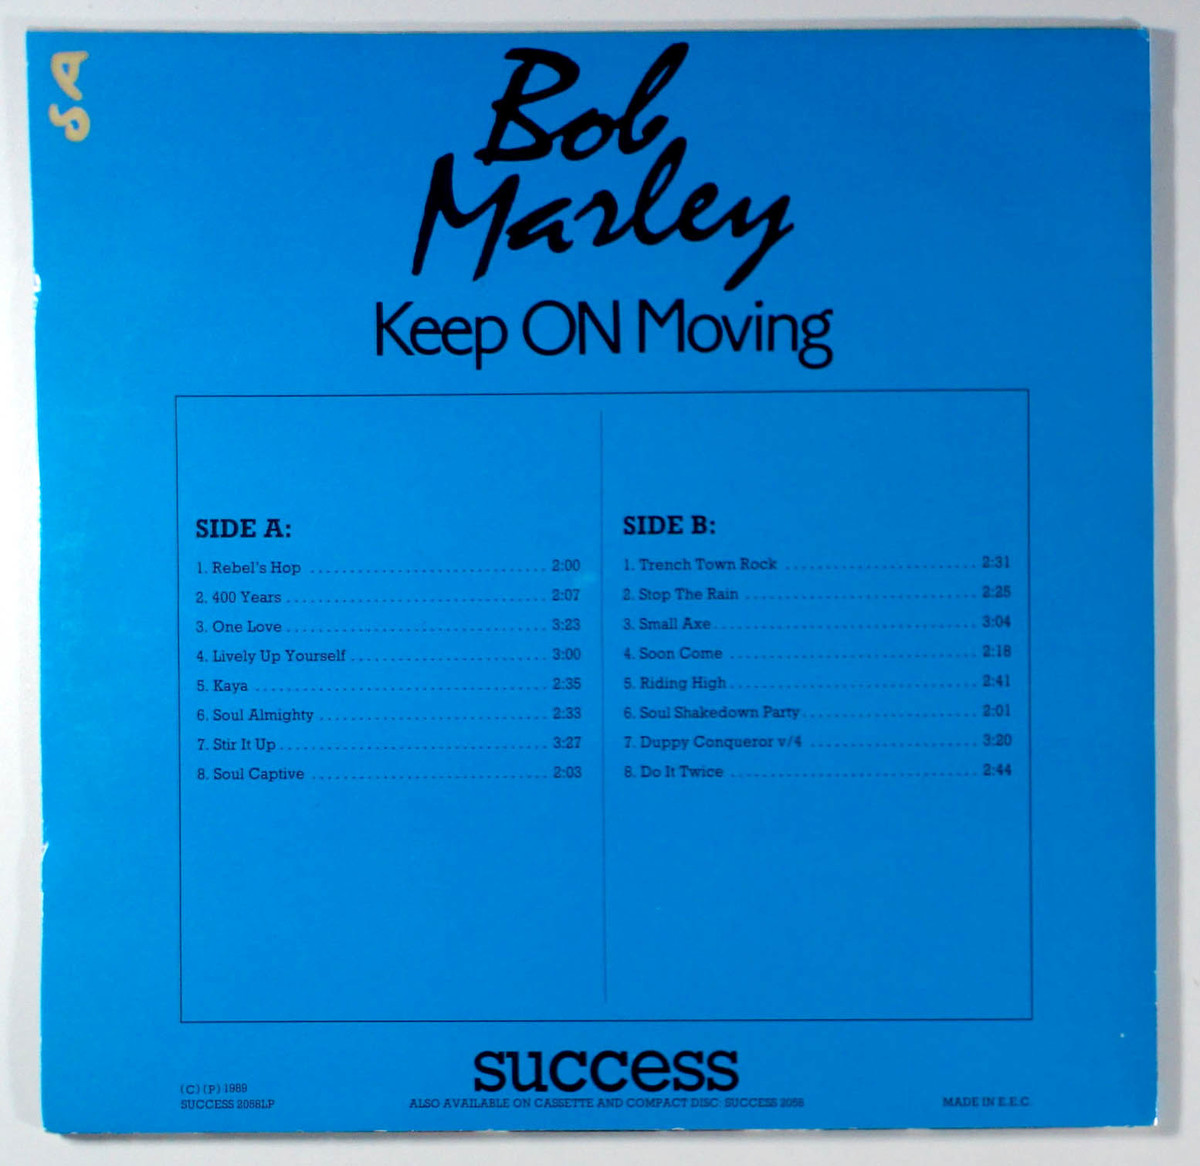 SA
Bob
Marley
Keep ON Moving
SIDE A:
1. Rebel's Hop 2:00
2. 400 Years 2:07
3. One Love 3:23
4. Lively Up Yourself 3:00
5. Kaya 2:35
6. Soul Almighty 2:33
7. Stir It Up 3:27
8. Soul Captive 2:03
SIDE B:
1. Trench Town Rock 2:31
2. Stop The Rain 2:25
3. Small Axe 3:04
4. Soon Come 2:18
5. Riding High 2:41
6. Soul Shakedown Party 2:01
7. Duppy Conqueror v/4 3:20
8. Do It Twice 2:44
success
(C) (P) 1989
SUCCESS 2056LP
ALSO AVAILABLE ON CASSETTE AND COMPACT DISC: SUCCESS 2056
MADE IN E.E.C.